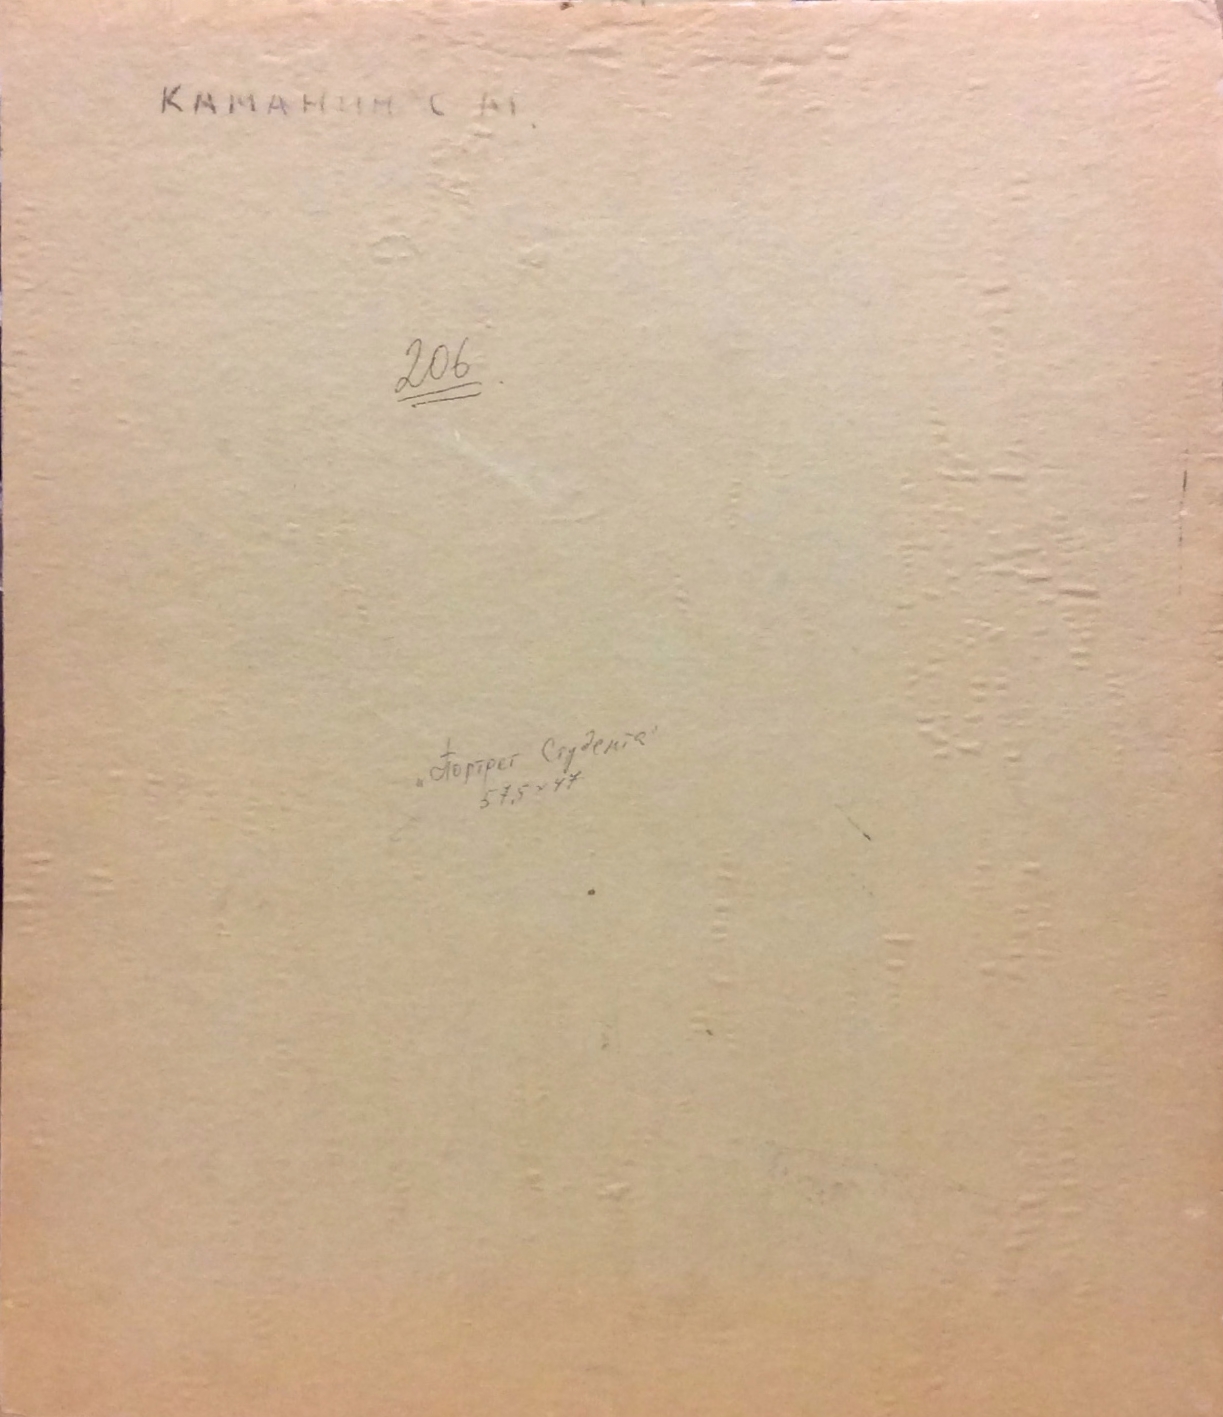 КАМАНИН С М.
206.
„Портрет Студента"
57,5 × 47